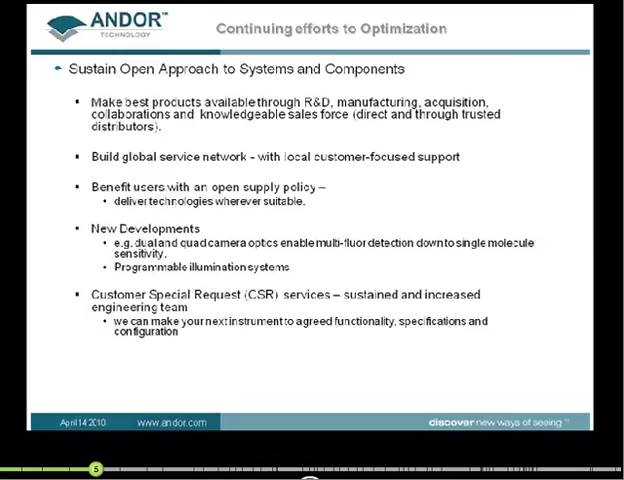 ANDOR™
TECHNOLOGY
Continuing efforts to Optimization
Sustain Open Approach to Systems and Components
Make best products available through R&D, manufacturing, acquisition,
collaborations and knowledgeable sales force (direct and through trusted
distributors).
Build global service network - with local customer-focused support
Benefit users with an open supply policy –
deliver technologies wherever suitable.
New Developments
e.g. dual and quad camera optics enable multi-fluor detection down to single molecule
sensitivity.
Programmable illumination systems
Customer Special Request (CSR) services – sustained and increased
engineering team
we can make your next instrument to agreed functionality, specifications and
configuration
April 14 2010 www.andor.com discover new ways of seeing™
5